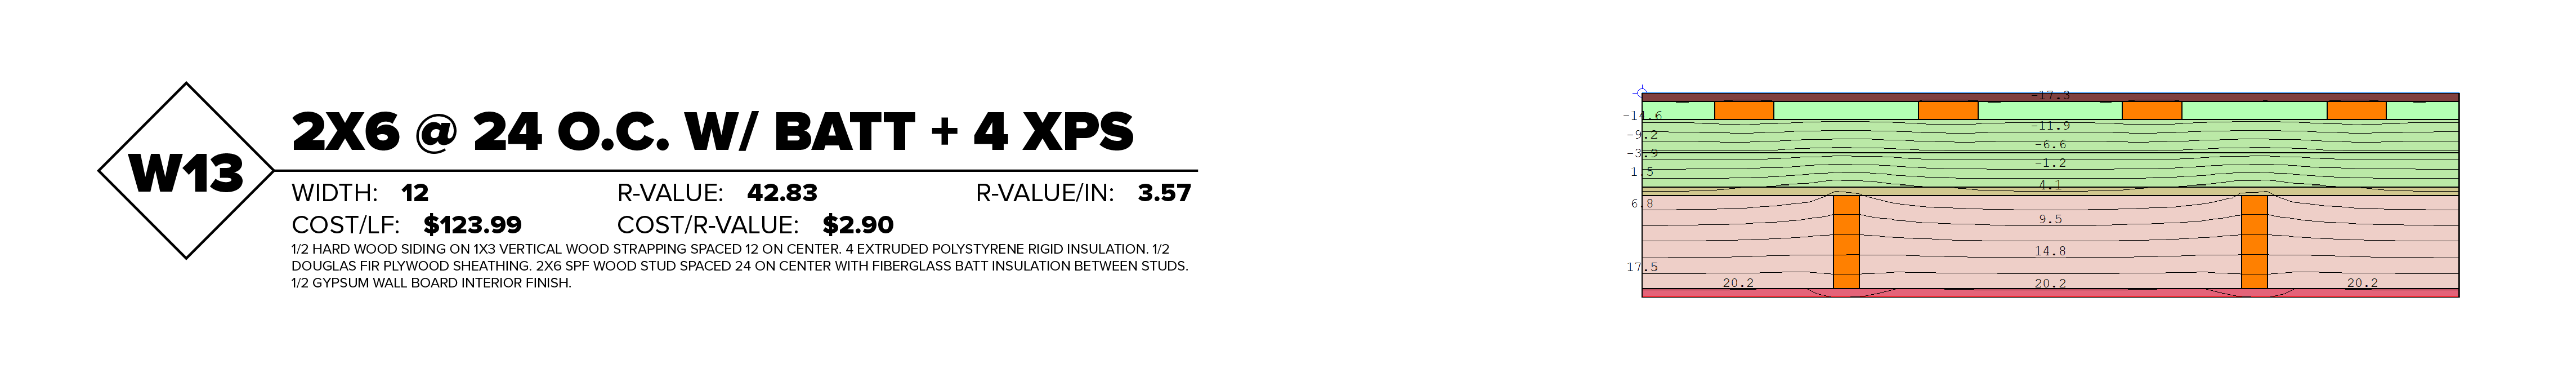 W13
2X6 @ 24 O.C. W/ BATT + 4 XPS
WIDTH: 12 R-VALUE: 42.83 R-VALUE/IN: 3.57
COST/LF: $123.99 COST/R-VALUE: $2.90
1/2 HARD WOOD SIDING ON 1X3 VERTICAL WOOD STRAPPING SPACED 12 ON CENTER. 4 EXTRUDED POLYSTYRENE RIGID INSULATION. 1/2
DOUGLAS FIR PLYWOOD SHEATHING. 2X6 SPF WOOD STUD SPACED 24 ON CENTER WITH FIBERGLASS BATT INSULATION BETWEEN STUDS.
1/2 GYPSUM WALL BOARD INTERIOR FINISH.
-17.3
-14.6
-11.9
-9.2
-6.6
-3.9
-1.2
1.5
4.1
6.8
9.5
14.8
17.5
20.2 20.2 20.2